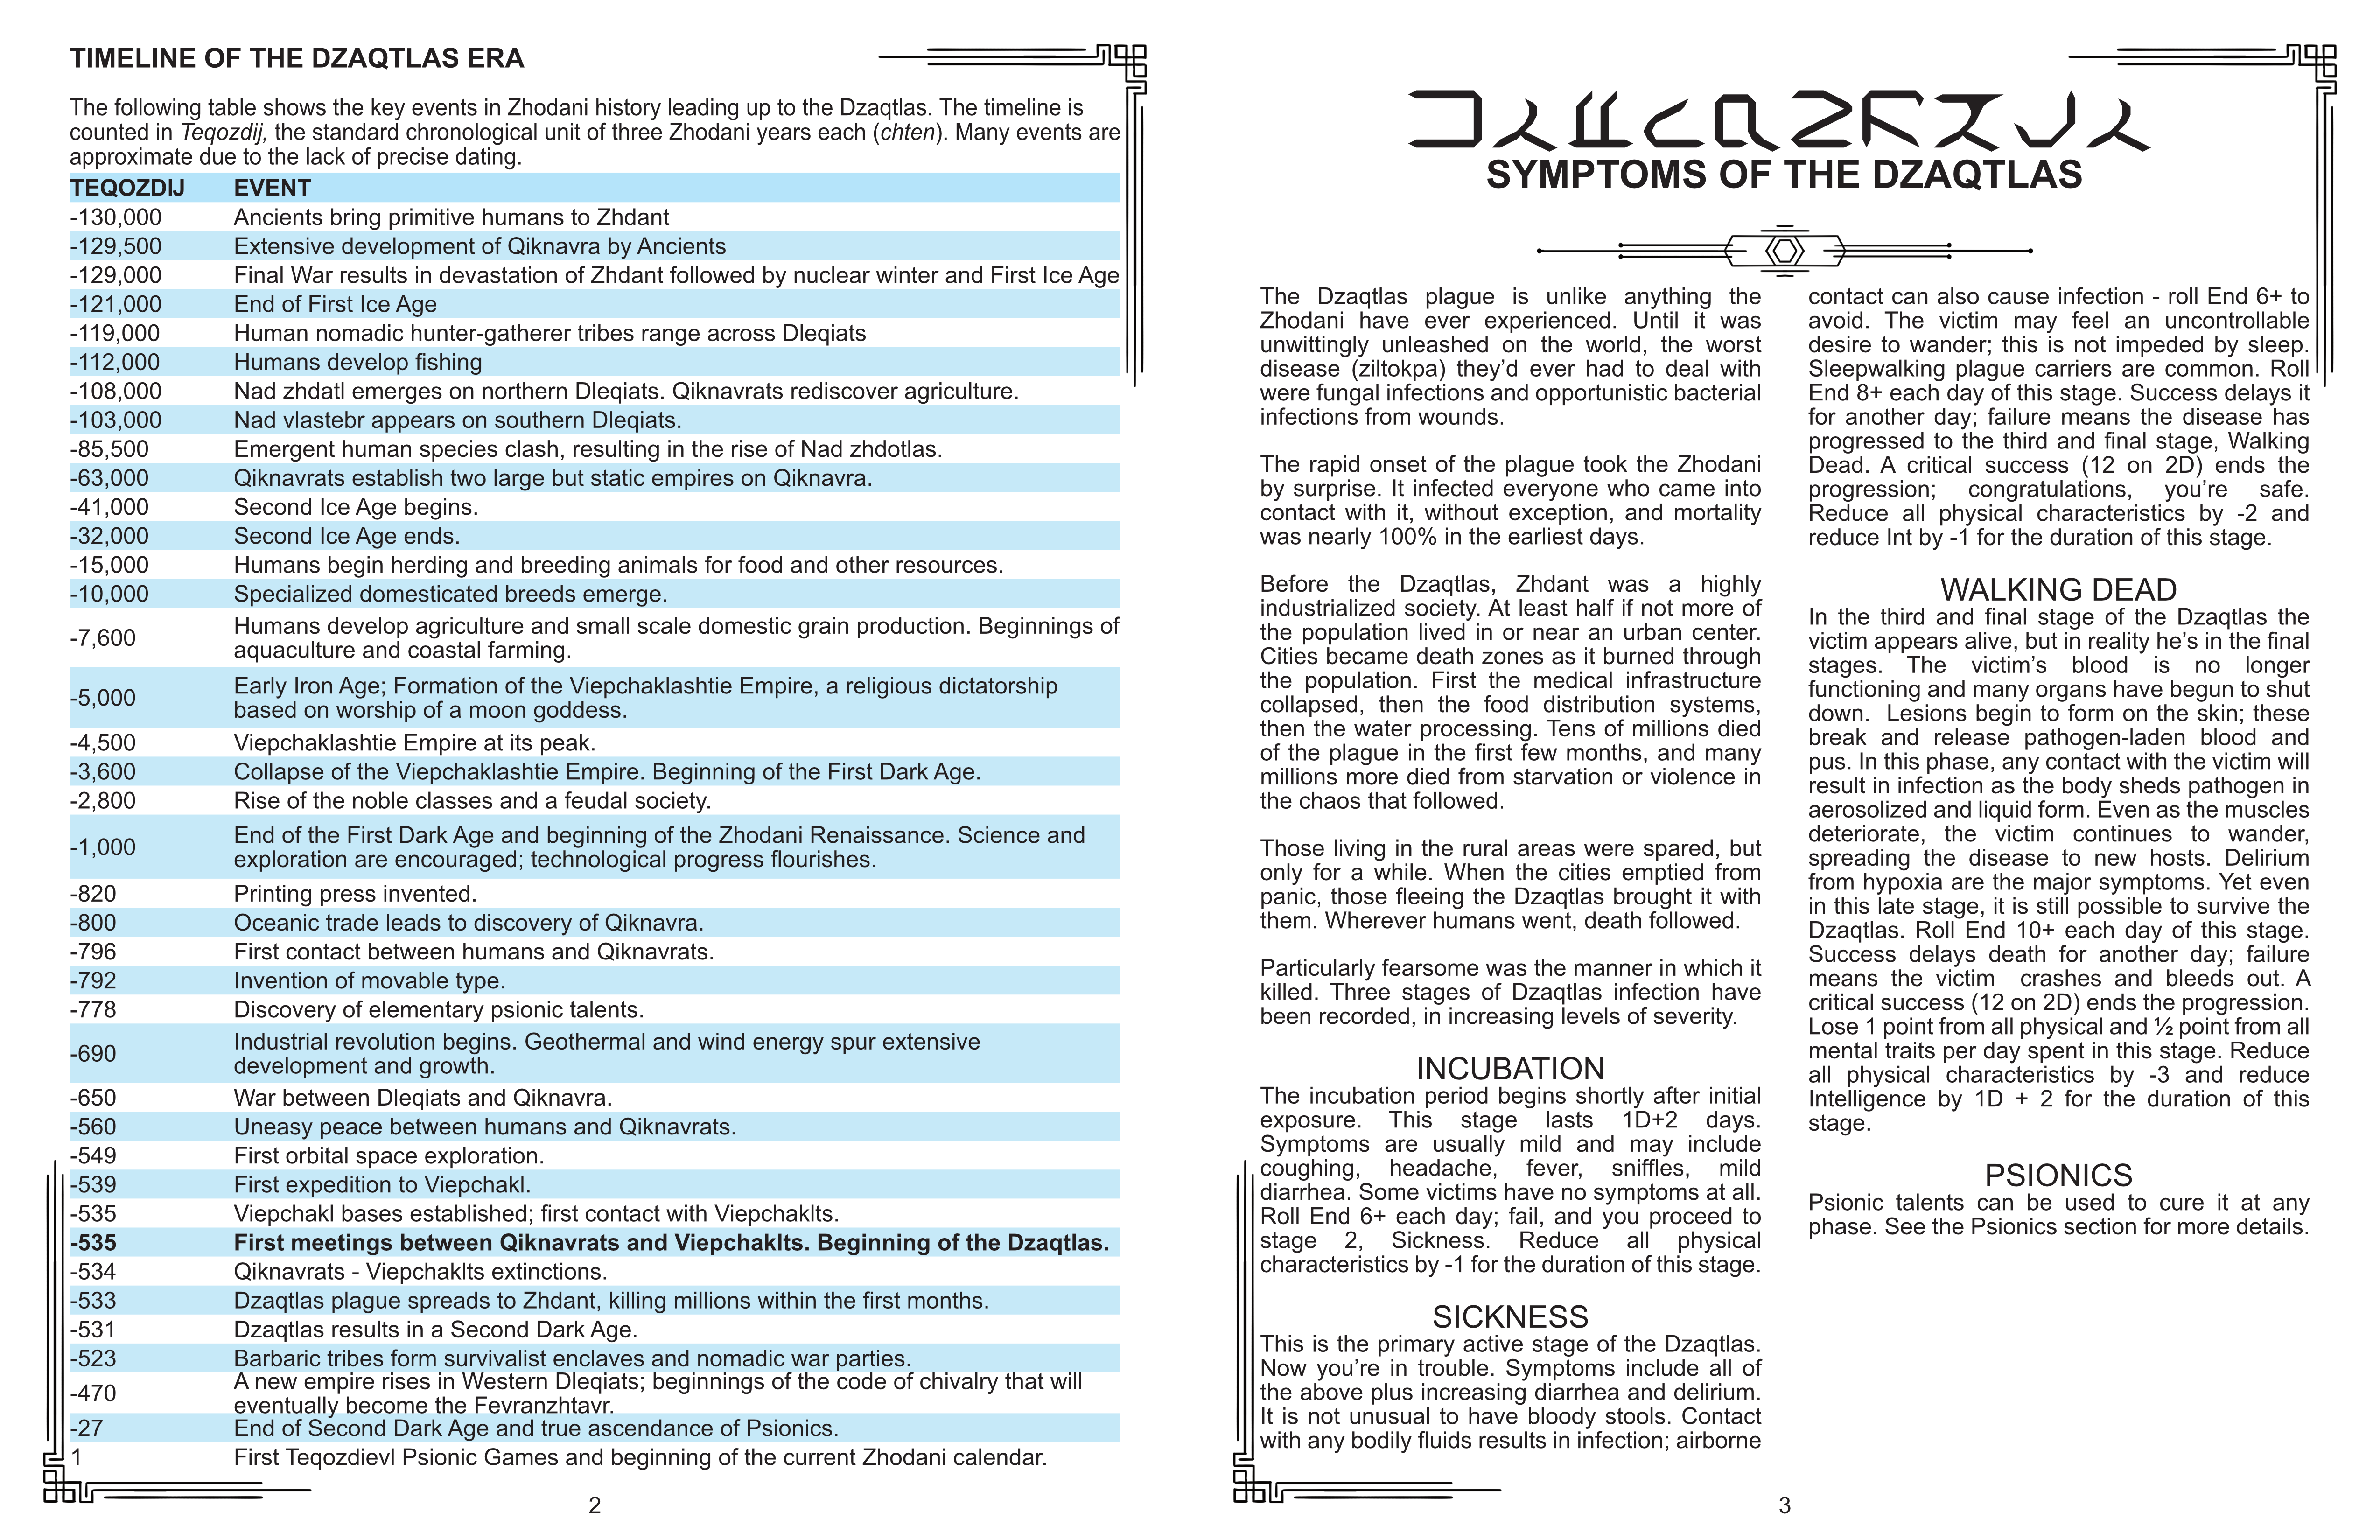 TIMELINE OF THE DZAQTLAS ERA
The following table shows the key events in Zhodani history leading up to the Dzaqtlas. The timeline is
counted in Teqozdij, the standard chronological unit of three Zhodani years each (chten). Many events are
approximate due to the lack of precise dating.
TEQOZDIJ EVENT
-130,000 Ancients bring primitive humans to Zhdant
-129,500 Extensive development of Qiknavra by Ancients
-129,000 Final War results in devastation of Zhdant followed by nuclear winter and First Ice Age
-121,000 End of First Ice Age
-119,000 Human nomadic hunter-gatherer tribes range across Dleqiats
-112,000 Humans develop fishing
-108,000 Nad zhdatl emerges on northern Dleqiats. Qiknavrats rediscover agriculture.
-103,000 Nad vlastebr appears on southern Dleqiats.
-85,500 Emergent human species clash, resulting in the rise of Nad zhdotlas.
-63,000 Qiknavrats establish two large but static empires on Qiknavra.
-41,000 Second Ice Age begins.
-32,000 Second Ice Age ends.
-15,000 Humans begin herding and breeding animals for food and other resources.
-10,000 Specialized domesticated breeds emerge.
-7,600 Humans develop agriculture and small scale domestic grain production. Beginnings of
aquaculture and coastal farming.
-5,000 Early Iron Age; Formation of the Viepchaklashtie Empire, a religious dictatorship
based on worship of a moon goddess.
-4,500 Viepchaklashtie Empire at its peak.
-3,600 Collapse of the Viepchaklashtie Empire. Beginning of the First Dark Age.
-2,800 Rise of the noble classes and a feudal society.
-1,000 End of the First Dark Age and beginning of the Zhodani Renaissance. Science and
exploration are encouraged; technological progress flourishes.
-820 Printing press invented.
-800 Oceanic trade leads to discovery of Qiknavra.
-796 First contact between humans and Qiknavrats.
-792 Invention of movable type.
-778 Discovery of elementary psionic talents.
-690 Industrial revolution begins. Geothermal and wind energy spur extensive
development and growth.
-650 War between Dleqiats and Qiknavra.
-560 Uneasy peace between humans and Qiknavrats.
-549 First orbital space exploration.
-539 First expedition to Viepchakl.
-535 Viepchakl bases established; first contact with Viepchaklts.
-535 First meetings between Qiknavrats and Viepchaklts. Beginning of the Dzaqtlas.
-534 Qiknavrats - Viepchaklts extinctions.
-533 Dzaqtlas plague spreads to Zhdant, killing millions within the first months.
-531 Dzaqtlas results in a Second Dark Age.
-523 Barbaric tribes form survivalist enclaves and nomadic war parties.
-470 A new empire rises in Western Dleqiats; beginnings of the code of chivalry that will
eventually become the Fevranzhtavr.
-27 End of Second Dark Age and true ascendance of Psionics.
1 First Teqozdievl Psionic Games and beginning of the current Zhodani calendar.
2
SYMPTOMS OF THE DZAQTLAS
The Dzaqtlas plague is unlike anything the
Zhodani have ever experienced. Until it was
unwittingly unleashed on the world, the worst
disease (ziltokpa) they'd ever had to deal with
were fungal infections and opportunistic bacterial
infections from wounds.
The rapid onset of the plague took the Zhodani
by surprise. It infected everyone who came into
contact with it, without exception, and mortality
was nearly 100% in the earliest days.
Before the Dzaqtlas, Zhdant was a highly
industrialized society. At least half if not more of
the population lived in or near an urban center.
Cities became death zones as it burned through
the population. First the medical infrastructure
collapsed, then the food distribution systems,
then the water processing. Tens of millions died
of the plague in the first few months, and many
millions more died from starvation or violence in
the chaos that followed.
Those living in the rural areas were spared, but
only for a while. When the cities emptied from
panic, those fleeing the Dzaqtlas brought it with
them. Wherever humans went, death followed.
Particularly fearsome was the manner in which it
killed. Three stages of Dzaqtlas infection have
been recorded, in increasing levels of severity.
INCUBATION
The incubation period begins shortly after initial
exposure. This stage lasts 1D+2 days.
Symptoms are usually mild and may include
coughing, headache, fever, sniffles, mild
diarrhea. Some victims have no symptoms at all.
Roll End 6+ each day; fail, and you proceed to
stage 2, Sickness. Reduce all physical
characteristics by -1 for the duration of this stage.
SICKNESS
This is the primary active stage of the Dzaqtlas.
Now you're in trouble. Symptoms include all of
the above plus increasing diarrhea and delirium.
It is not unusual to have bloody stools. Contact
with any bodily fluids results in infection; airborne
contact can also cause infection - roll End 6+ to
avoid. The victim may feel an uncontrollable
desire to wander; this is not impeded by sleep.
Sleepwalking plague carriers are common. Roll
End 8+ each day of this stage. Success delays it
for another day; failure means the disease has
progressed to the third and final stage, Walking
Dead. A critical success (12 on 2D) ends the
progression; congratulations, you're safe.
Reduce all physical characteristics by -2 and
reduce Int by -1 for the duration of this stage.
WALKING DEAD
In the third and final stage of the Dzaqtlas the
victim appears alive, but in reality he's in the final
stages. The victim's blood is no longer
functioning and many organs have begun to shut
down. Lesions begin to form on the skin; these
break and release pathogen-laden blood and
pus. In this phase, any contact with the victim will
result in infection as the body sheds pathogen in
aerosolized and liquid form. Even as the muscles
deteriorate, the victim continues to wander,
spreading the disease to new hosts. Delirium
from hypoxia are the major symptoms. Yet even
in this late stage, it is still possible to survive the
Dzaqtlas. Roll End 10+ each day of this stage.
Success delays death for another day; failure
means the victim crashes and bleeds out. A
critical success (12 on 2D) ends the progression.
Lose 1 point from all physical and ½ point from all
mental traits per day spent in this stage. Reduce
all physical characteristics by -3 and reduce
Intelligence by 1D + 2 for the duration of this
stage.
PSIONICS
Psionic talents can be used to cure it at any
phase. See the Psionics section for more details.
3